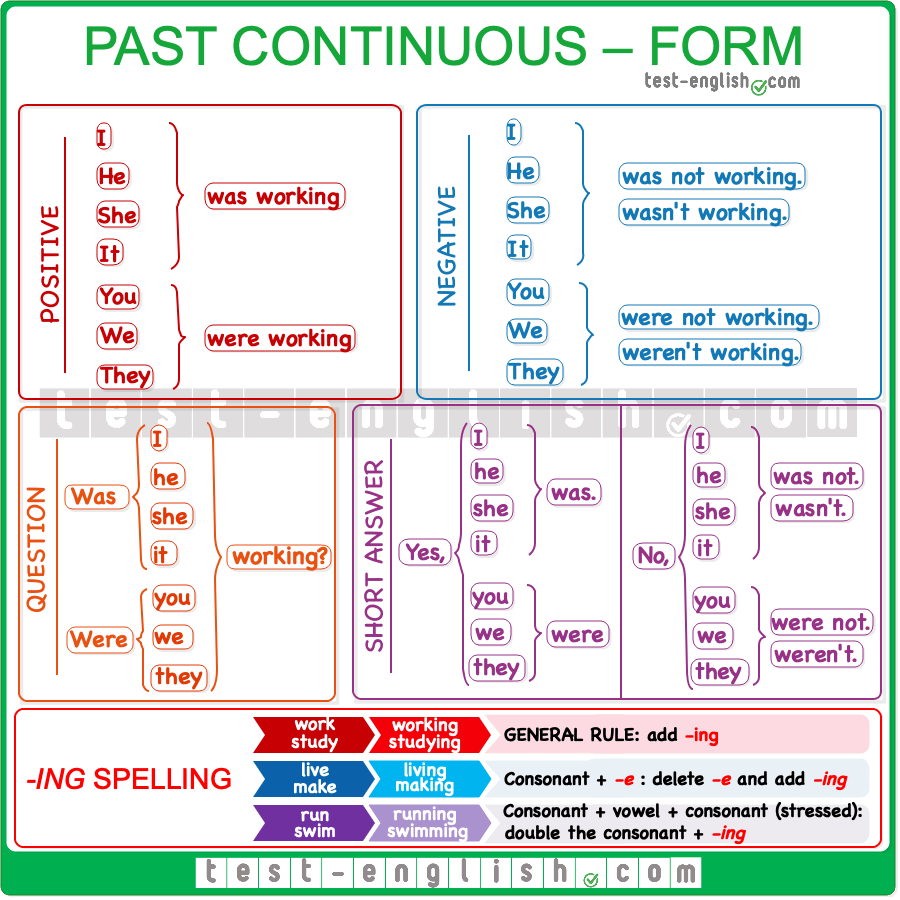 PAST CONTINUOUS – FORM
test-english.com
POSITIVE
I
He
She
It
was working
You
We
They
were working
NEGATIVE
I
He
She
It
was not working.
wasn't working.
You
We
They
were not working.
weren't working.
test-english.com
QUESTION
Was
I
he
she
it
Were
you
we
they
working?
SHORT ANSWER
Yes,
I
he
she
it
was.
you
we
they
were
No,
I
he
she
it
was not.
wasn't.
you
we
they
were not.
weren't.
-ING SPELLING
work
study
working
studying
GENERAL RULE: add -ing
live
make
living
making
Consonant + -e : delete -e and add -ing
run
swim
running
swimming
Consonant + vowel + consonant (stressed):
double the consonant + -ing
test-english.com